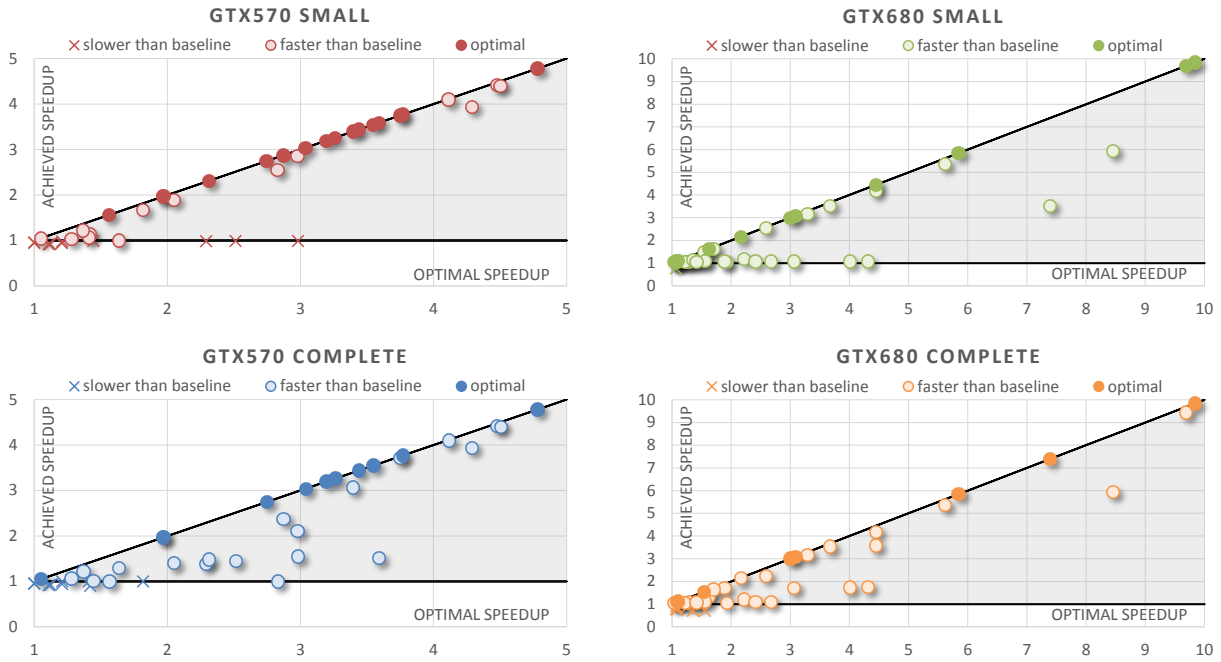 GTX570 SMALL
slower than baseline faster than baseline optimal
ACHIEVED SPEEDUP
5
4
3
2
1
0
OPTIMAL SPEEDUP
1 2 3 4 5
GTX680 SMALL
slower than baseline faster than baseline optimal
ACHIEVED SPEEDUP
10
9
8
7
6
5
4
3
2
1
0
OPTIMAL SPEEDUP
1 2 3 4 5 6 7 8 9 10
GTX570 COMPLETE
slower than baseline faster than baseline optimal
ACHIEVED SPEEDUP
5
4
3
2
1
0
OPTIMAL SPEEDUP
1 2 3 4 5
GTX680 COMPLETE
slower than baseline faster than baseline optimal
ACHIEVED SPEEDUP
10
9
8
7
6
5
4
3
2
1
0
OPTIMAL SPEEDUP
1 2 3 4 5 6 7 8 9 10